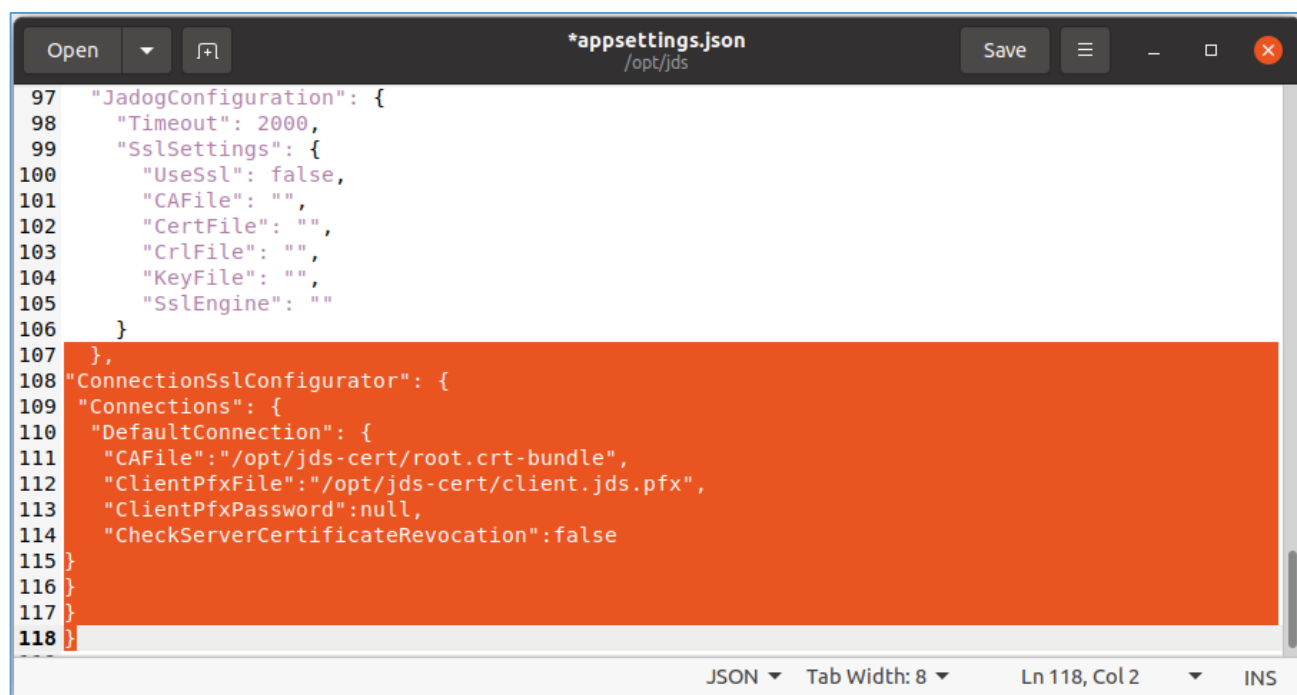 Open
*appsettings.json
/opt/jds
Save
97   "JadogConfiguration": {
98     "Timeout": 2000,
99     "SslSettings": {
100       "UseSsl": false,
101       "CAFile": "",
102       "CertFile": "",
103       "CrlFile": "",
104       "KeyFile": "",
105       "SslEngine": ""
106     }
107   },
108 "ConnectionSslConfigurator": {
109  "Connections": {
110   "DefaultConnection": {
111    "CAFile":"/opt/jds-cert/root.crt-bundle",
112    "ClientPfxFile":"/opt/jds-cert/client.jds.pfx",
113    "ClientPfxPassword":null,
114    "CheckServerCertificateRevocation":false
115 }
116 }
117 }
118 }
JSON Tab Width: 8 Ln 118, Col 2 INS